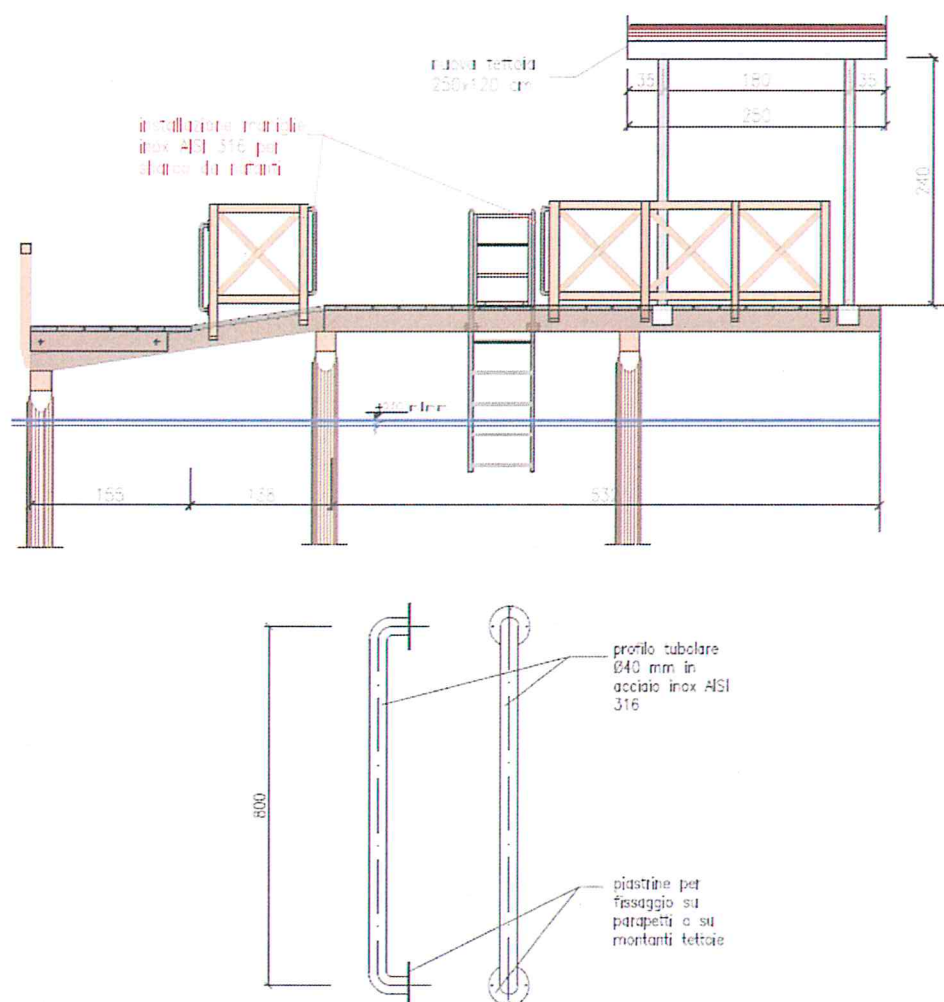 nuova tettoia
250x120 cm
35
180
35
250
240
installazione maniglie
inox AISI 316 per
sbarco da natanti
155
800
profilo tubolare
Ø40 mm in
acciaio inox AISI
316
piastrine per
fissaggio su
parapetti o su
montanti tettoie